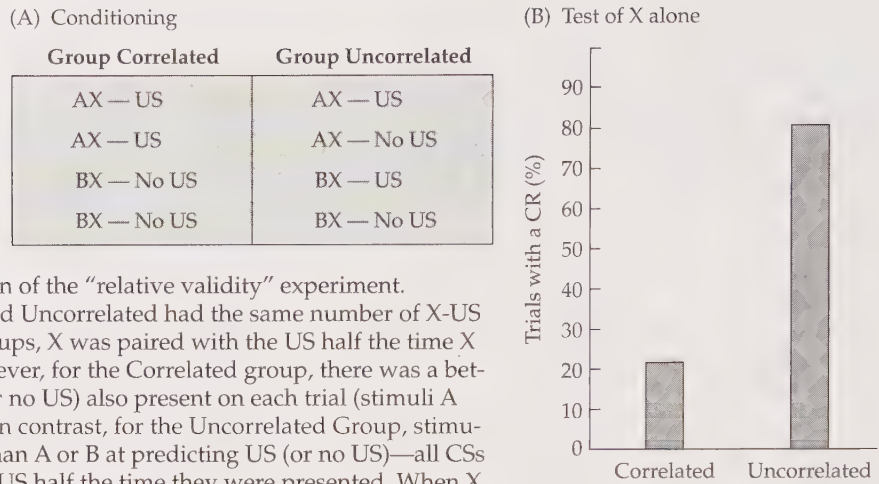 (A) Conditioning
Group Correlated Group Uncorrelated
AX — US AX — US
AX — US AX — No US
BX — No US BX — US
BX — No US BX — No US
n of the “relative validity” experiment.
d Uncorrelated had the same number of X-US
ups, X was paired with the US half the time X
ever, for the Correlated group, there was a bet-
r no US) also present on each trial (stimuli A
n contrast, for the Uncorrelated Group, stimu-
an A or B at predicting US (or no US)—all CSs
US half the time they were presented. When X
(B) Test of X alone
Trials with a CR (%)
90
80
70
60
50
40
30
20
10
0
Correlated Uncorrelated